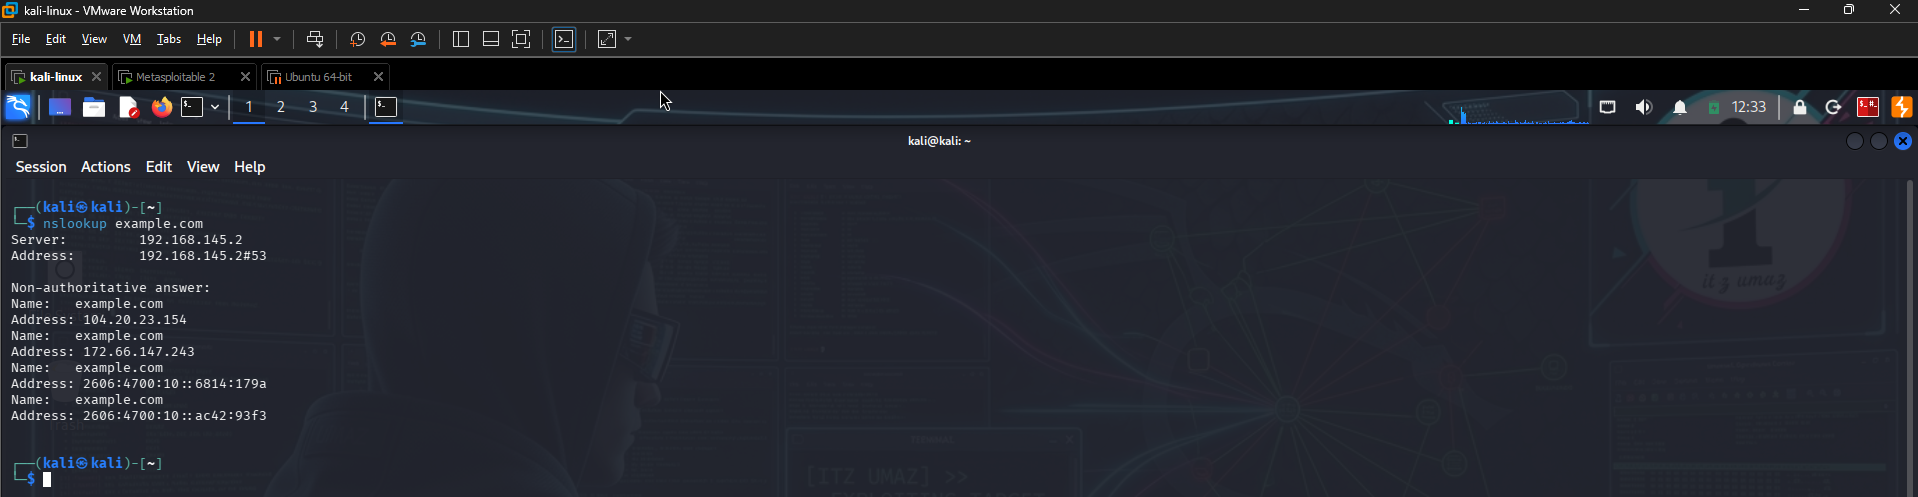 kali-linux - VMware Workstation
File Edit View VM Tabs Help
kali-linux Metasploitable 2 Ubuntu 64-bit
1 2 3 4 12:33
kali@kali: ~
Session Actions Edit View Help
┌──(kali㉿kali)-[~]
└─$ nslookup example.com
Server: 192.168.145.2
Address: 192.168.145.2#53
Non-authoritative answer:
Name: example.com
Address: 104.20.23.154
Name: example.com
Address: 172.66.147.243
Name: example.com
Address: 2606:4700:10::6814:179a
Name: example.com
Address: 2606:4700:10::ac42:93f3
┌──(kali㉿kali)-[~]
└─$
it z umaz
[ITZ UMAZ] >>